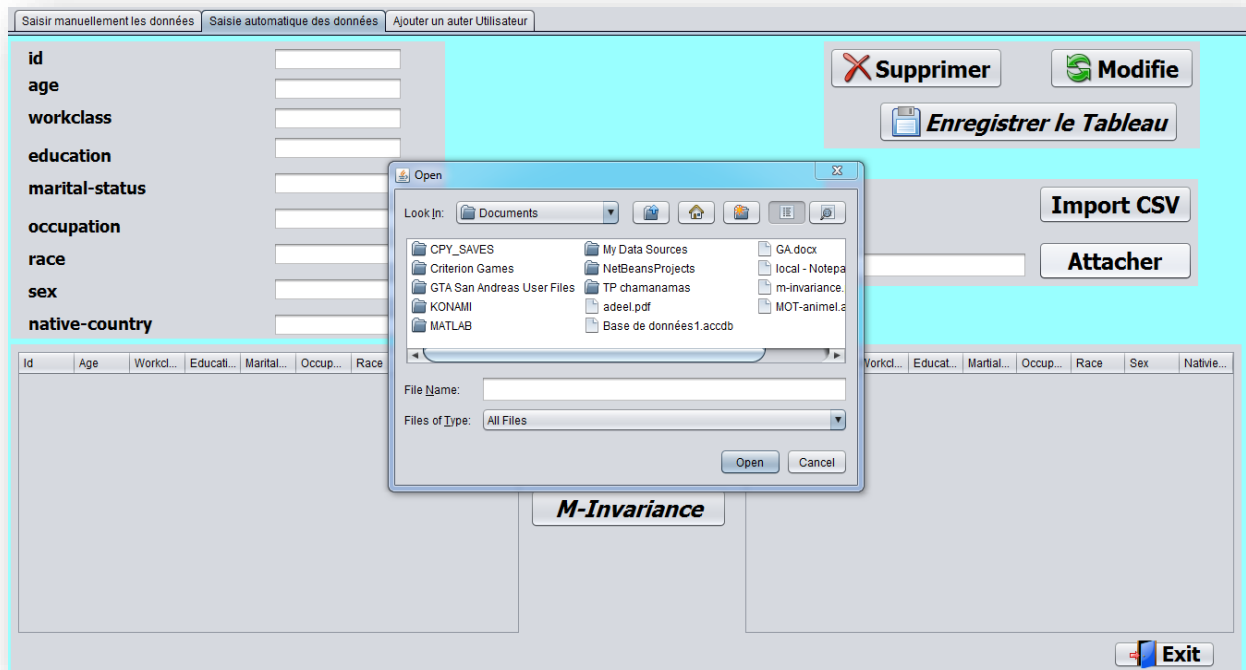 Saisir manuellement les données Saisie automatique des données Ajouter un auter Utilisateur
id
age
workclass
education
marital-status
occupation
race
sex
native-country
Supprimer Modifie
Enregistrer le Tableau
Import CSV
Attacher
Open
Look In: Documents
CPY_SAVES My Data Sources GA.docx
Criterion Games NetBeansProjects local - Notepa
GTA San Andreas User Files TP chamanamas m-invariance.
KONAMI adeel.pdf MOT-animel.a
MATLAB Base de données1.accdb
File Name:
Files of Type: All Files
Open Cancel
Id Age Workcl... Educati... Marital... Occup... Race
Workcl... Educat... Martial... Occup... Race Sex Nativie...
M-Invariance
Exit